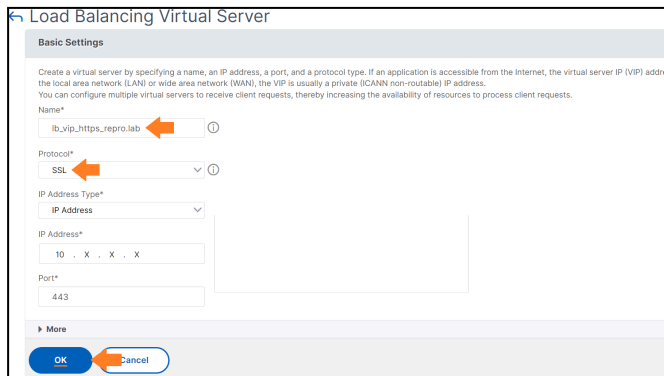 Load Balancing Virtual Server
Basic Settings
Create a virtual server by specifying a name, an IP address, a port, and a protocol type. If an application is accessible from the Internet, the virtual server IP (VIP) addre
the local area network (LAN) or wide area network (WAN), the VIP is usually a private (ICANN non-routable) IP address.
You can configure multiple virtual servers to receive client requests, thereby increasing the availability of resources to process client requests.
Name*
lb_vip_https_repro.lab
Protocol*
SSL
IP Address Type*
IP Address
IP Address*
10 . X . X . X
Port*
443
More
OK Cancel